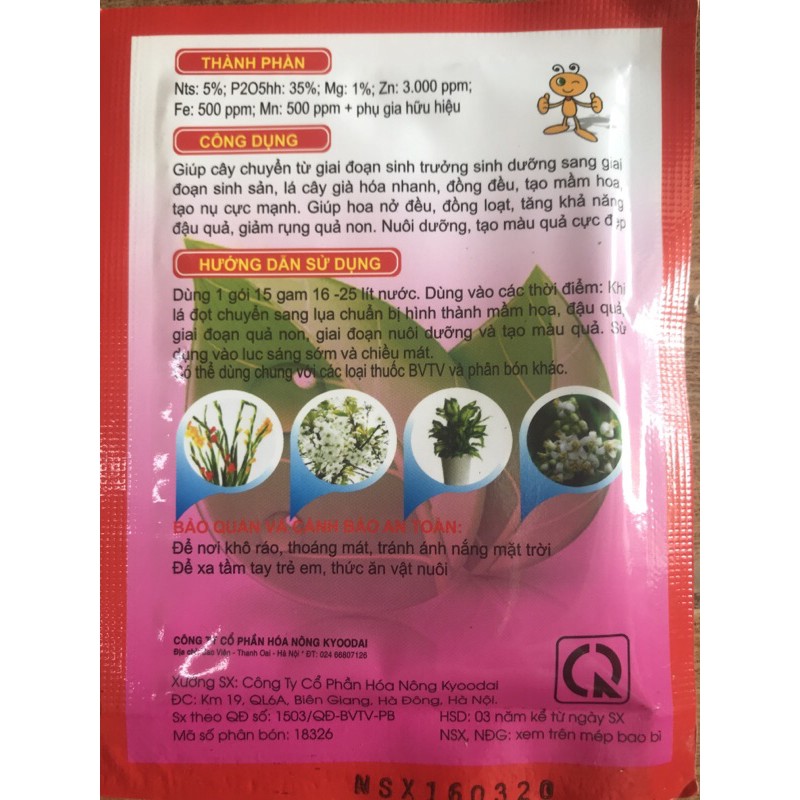 THÀNH PHẦN
Nts: 5%; P2O5hh: 35%; Mg: 1%; Zn: 3.000 ppm;
Fe: 500 ppm; Mn: 500 ppm + phụ gia hữu hiệu
CÔNG DỤNG
Giúp cây chuyển từ giai đoạn sinh trưởng sinh dưỡng sang giai
đoạn sinh sản, lá cây già hóa nhanh, đồng đều, tạo mầm hoa,
tạo nụ cực mạnh. Giúp hoa nở đều, đồng loạt, tăng khả năng
đậu quả, giảm rụng quả non. Nuôi dưỡng, tạo màu quả cực đẹp
HƯỚNG DẪN SỬ DỤNG
Dùng 1 gói 15 gam 16 -25 lít nước. Dùng vào các thời điểm: Khi
lá đọt chuyển sang lụa chuẩn bị hình thành mầm hoa, đậu quả,
giai đoạn quả non, giai đoạn nuôi dưỡng và tạo màu quả. Sử
dụng vào luc sáng sớm và chiều mát.
Có thể dùng chung với các loại thuốc BVTV và phân bón khác.
BẢO QUẢN VÀ CẢNH BÁO AN TOÀN:
Để nơi khô ráo, thoáng mát, tránh ánh nắng mặt trời
Để xa tầm tay trẻ em, thức ăn vật nuôi
CÔNG TY CỔ PHẦN HÓA NÔNG KYOODAI
Địa chỉ: Viên - Thanh Oai - Hà Nội * ĐT: 024 66807126
Xưởng SX: Công Ty Cổ Phần Hóa Nông Kyoodai
ĐC: Km 19, QL6A, Biên Giang, Hà Đông, Hà Nội.
Sx theo QĐ số: 1503/QĐ-BVTV-PB
HSD: 03 năm kể từ ngày SX
Mã số phân bón: 18326
NSX, NĐG: xem trên mép bao bì
NSX160320